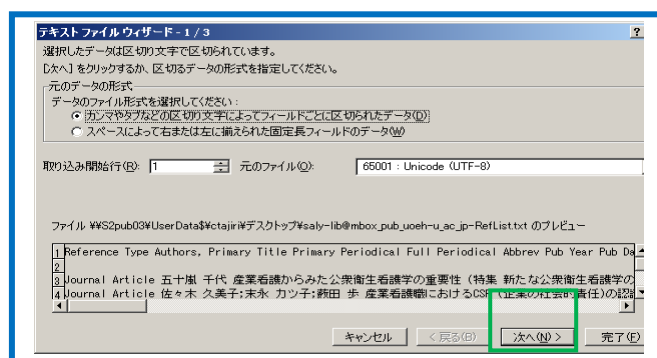 テキスト ファイル ウィザード - 1 / 3
選択したデータは区切り文字で区切られています。
[次へ] をクリックするか、区切るデータの形式を指定してください。
元のデータの形式
データのファイル形式を選択してください：
カンマやタブなどの区切り文字によってフィールドごとに区切られたデータ(D)
スペースによって右または左に揃えられた固定長フィールドのデータ(W)
取り込み開始行(R): 1 元のファイル(O): 65001 : Unicode (UTF-8)
ファイル ¥¥S2pub03¥UserData$¥ctajiri¥デスクトップ¥saly-lib@mbox_pub_uoeh-u_ac_jp-RefList.txt のプレビュー
1 Reference Type Authors, Primary Title Primary Periodical Full Periodical Abbrev Pub Year Pub Da
2
3 Journal Article 五十嵐 千代 産業看護からみた公衆衛生看護学の重要性 (特集 新たな公衆衛生看護学の
4 Journal Article 佐々木 久美子;末永 カツ子;薮田 歩 産業看護職におけるCSR (企業の社会的責任)の認
キャンセル < 戻る(B) 次へ(N) > 完了(F)